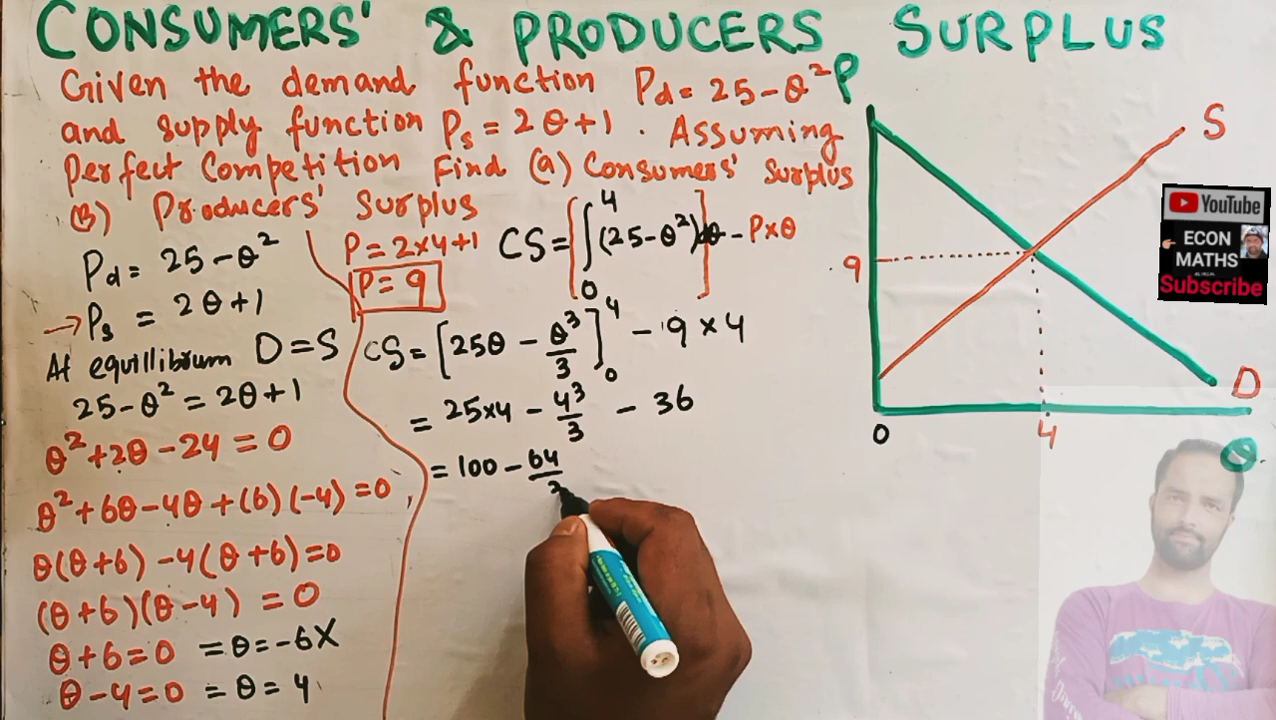 CONSUMERS' & PRODUCERS SURPLUS
Given the demand function Pd = 25 - θ²
and supply function Ps = 2θ+1. Assuming
Perfect Competition Find (a) Consumers' Surplus
(B) Producers' Surplus
Pd = 25 - θ²
→ Ps = 2θ+1
At equillibrium D=S
25-θ² = 2θ+1
θ²+2θ-24 = 0
θ²+6θ-4θ+(6)(-4)=0,
θ(θ+6)-4(θ+6)=0
(θ+6)(θ-4) = 0
θ+6=0 = θ=-6X
θ-4=0 = θ=4
P=2×4+1
P=9
CS=[∫₀⁴(25-θ²)dθ] - P×θ
CS=[25θ - θ³/3]₀⁴ - 9×4
= 25×4 - 4³/3 - 36
= 100 - 64/
P
S
9
D
0
4
θ
YouTube
ECON
MATHS
Subscribe